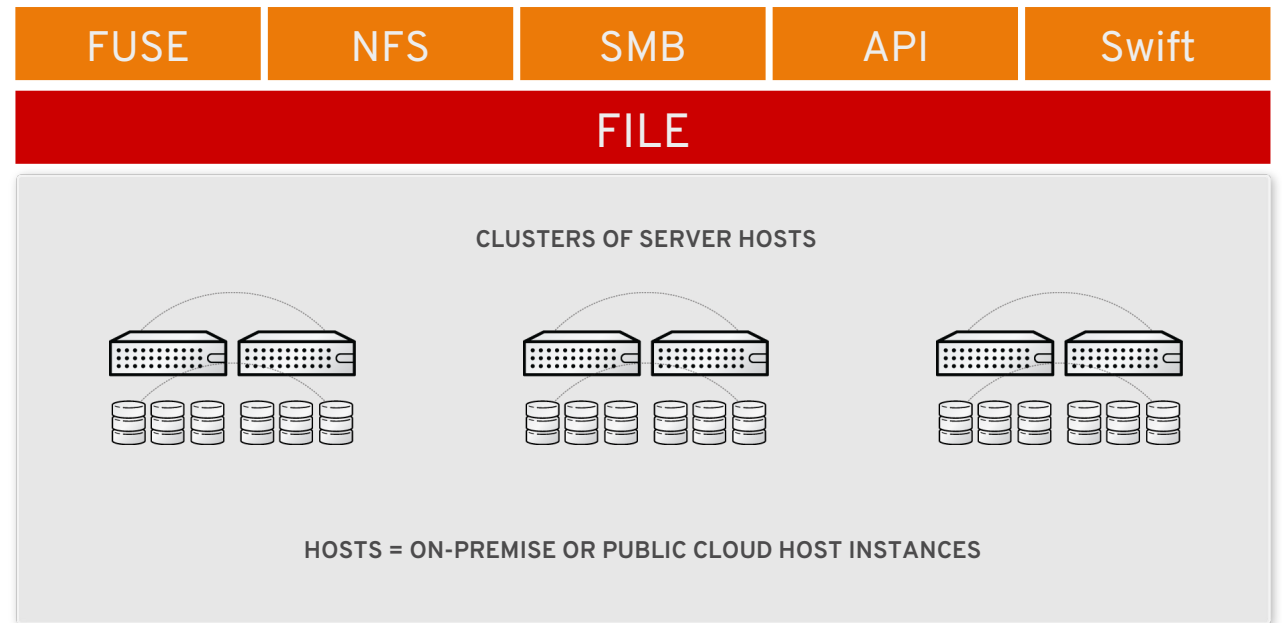 FUSE NFS SMB API Swift
FILE
CLUSTERS OF SERVER HOSTS
HOSTS = ON-PREMISE OR PUBLIC CLOUD HOST INSTANCES